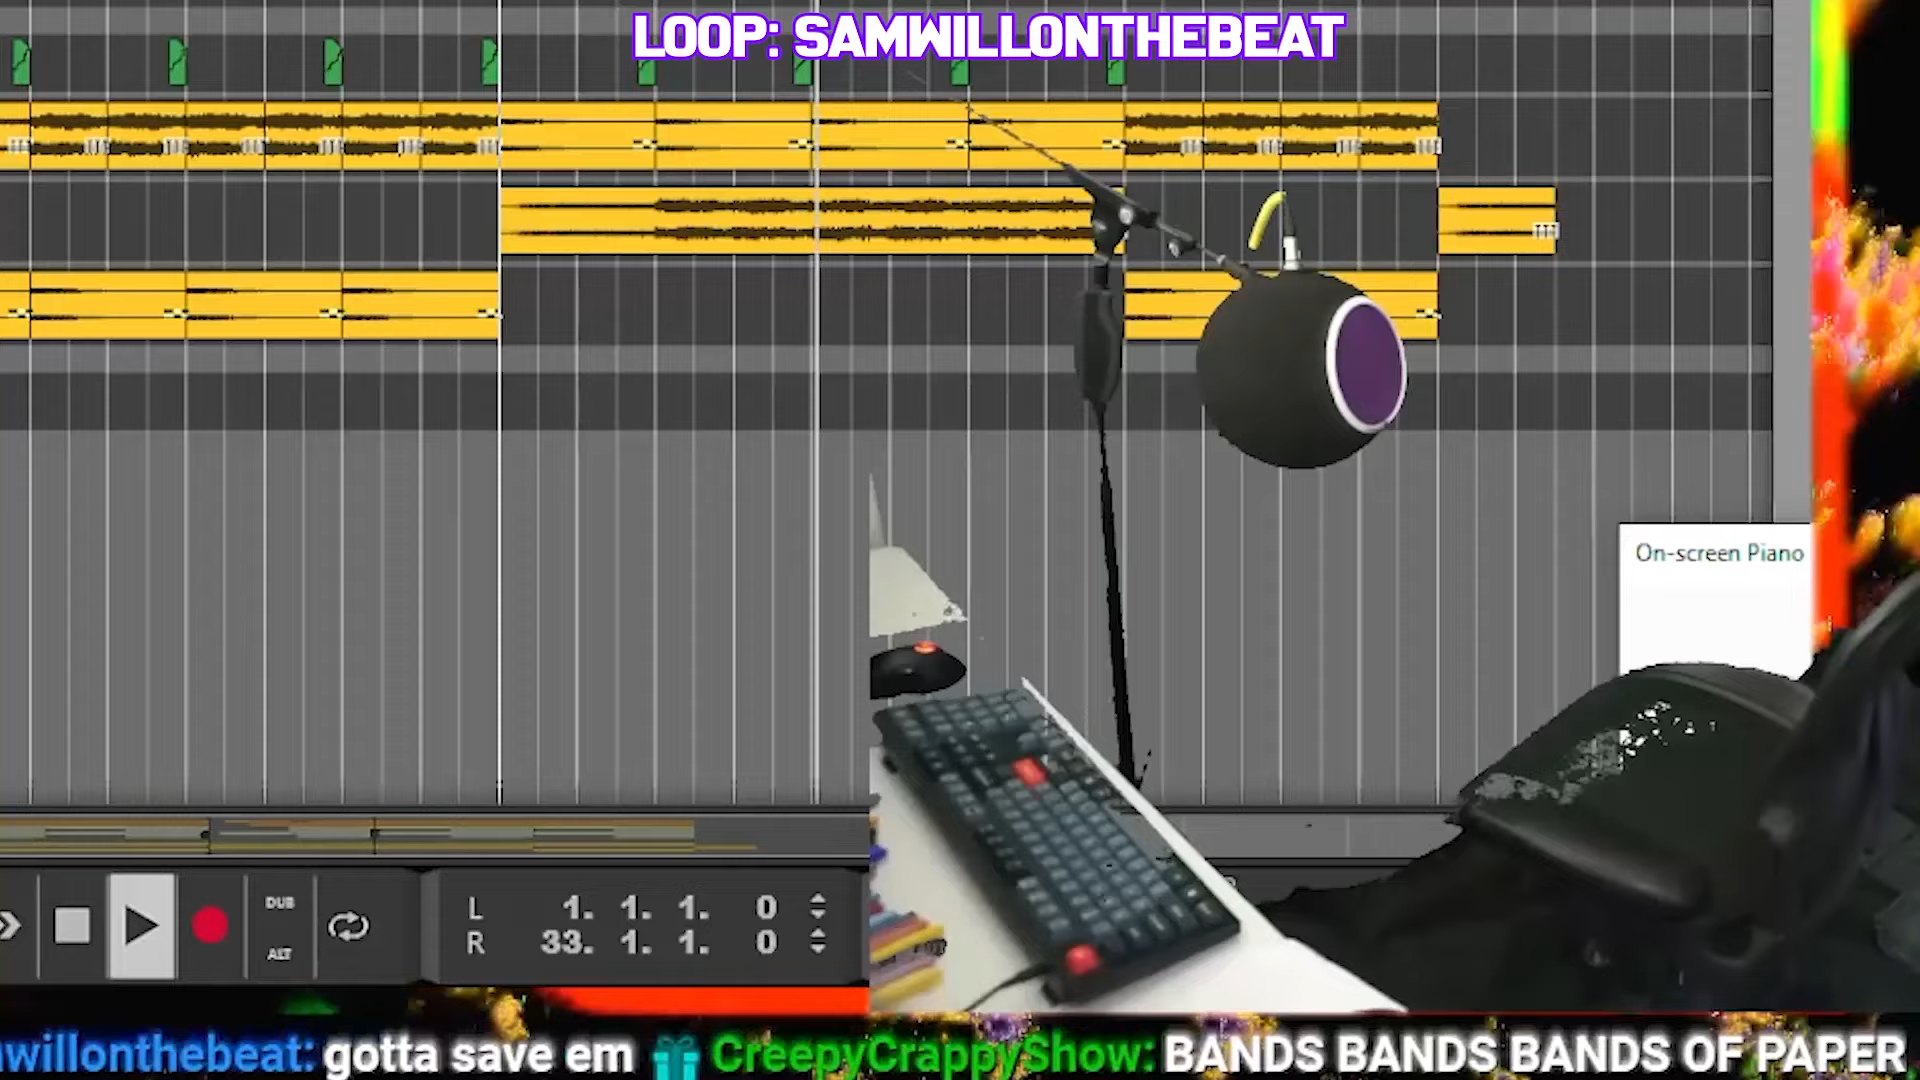 LOOP: SAMWILLONTHEBEAT
On-screen Piano
DUB
ALT
L 1. 1. 1. 0
R 33. 1. 1. 0
willonthebeat: gotta save em CreepyCrappyShow: BANDS BANDS BANDS OF PAPER